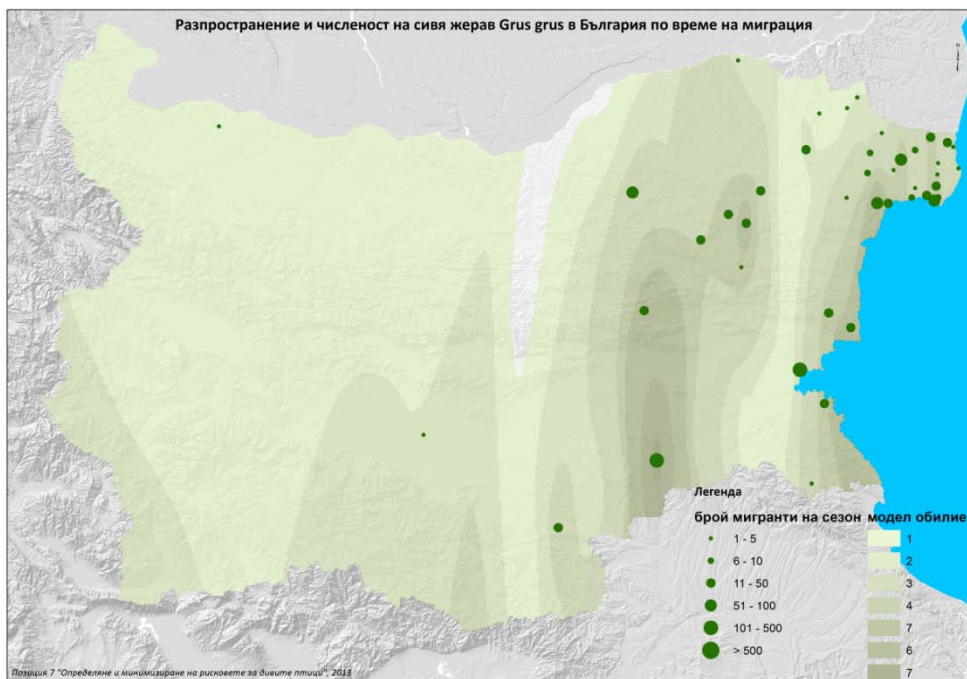 Разпространение и численост на сивя жерав Grus grus в България по време на миграция
N
Легенда
брой мигранти на сезон модел обилие
1 - 5
6 - 10
11 - 50
51 - 100
101 - 500
> 500
1
2
3
4
7
6
7
Позиция 7 "Определяне и минимизиране на рисковете за дивите птици", 2013